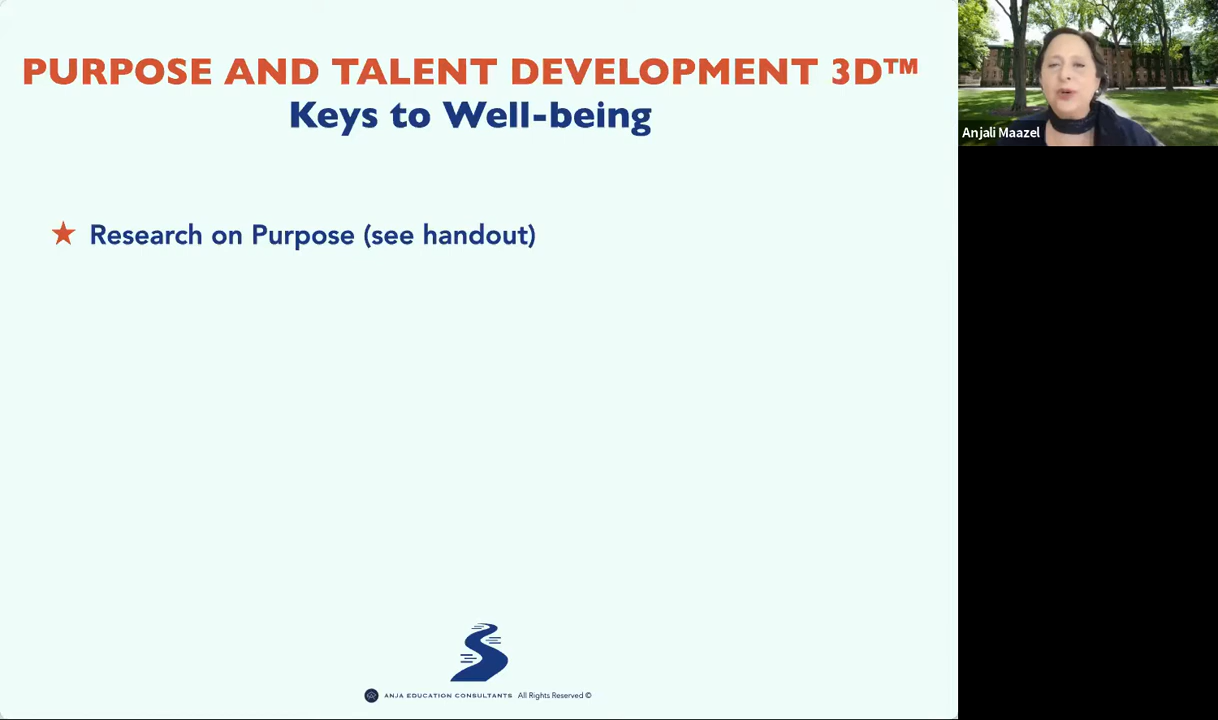 PURPOSE AND TALENT DEVELOPMENT 3D™
Keys to Well-being
★ Research on Purpose (see handout)
ANJA EDUCATION CONSULTANTS All Rights Reserved ©
Anjali Maazel